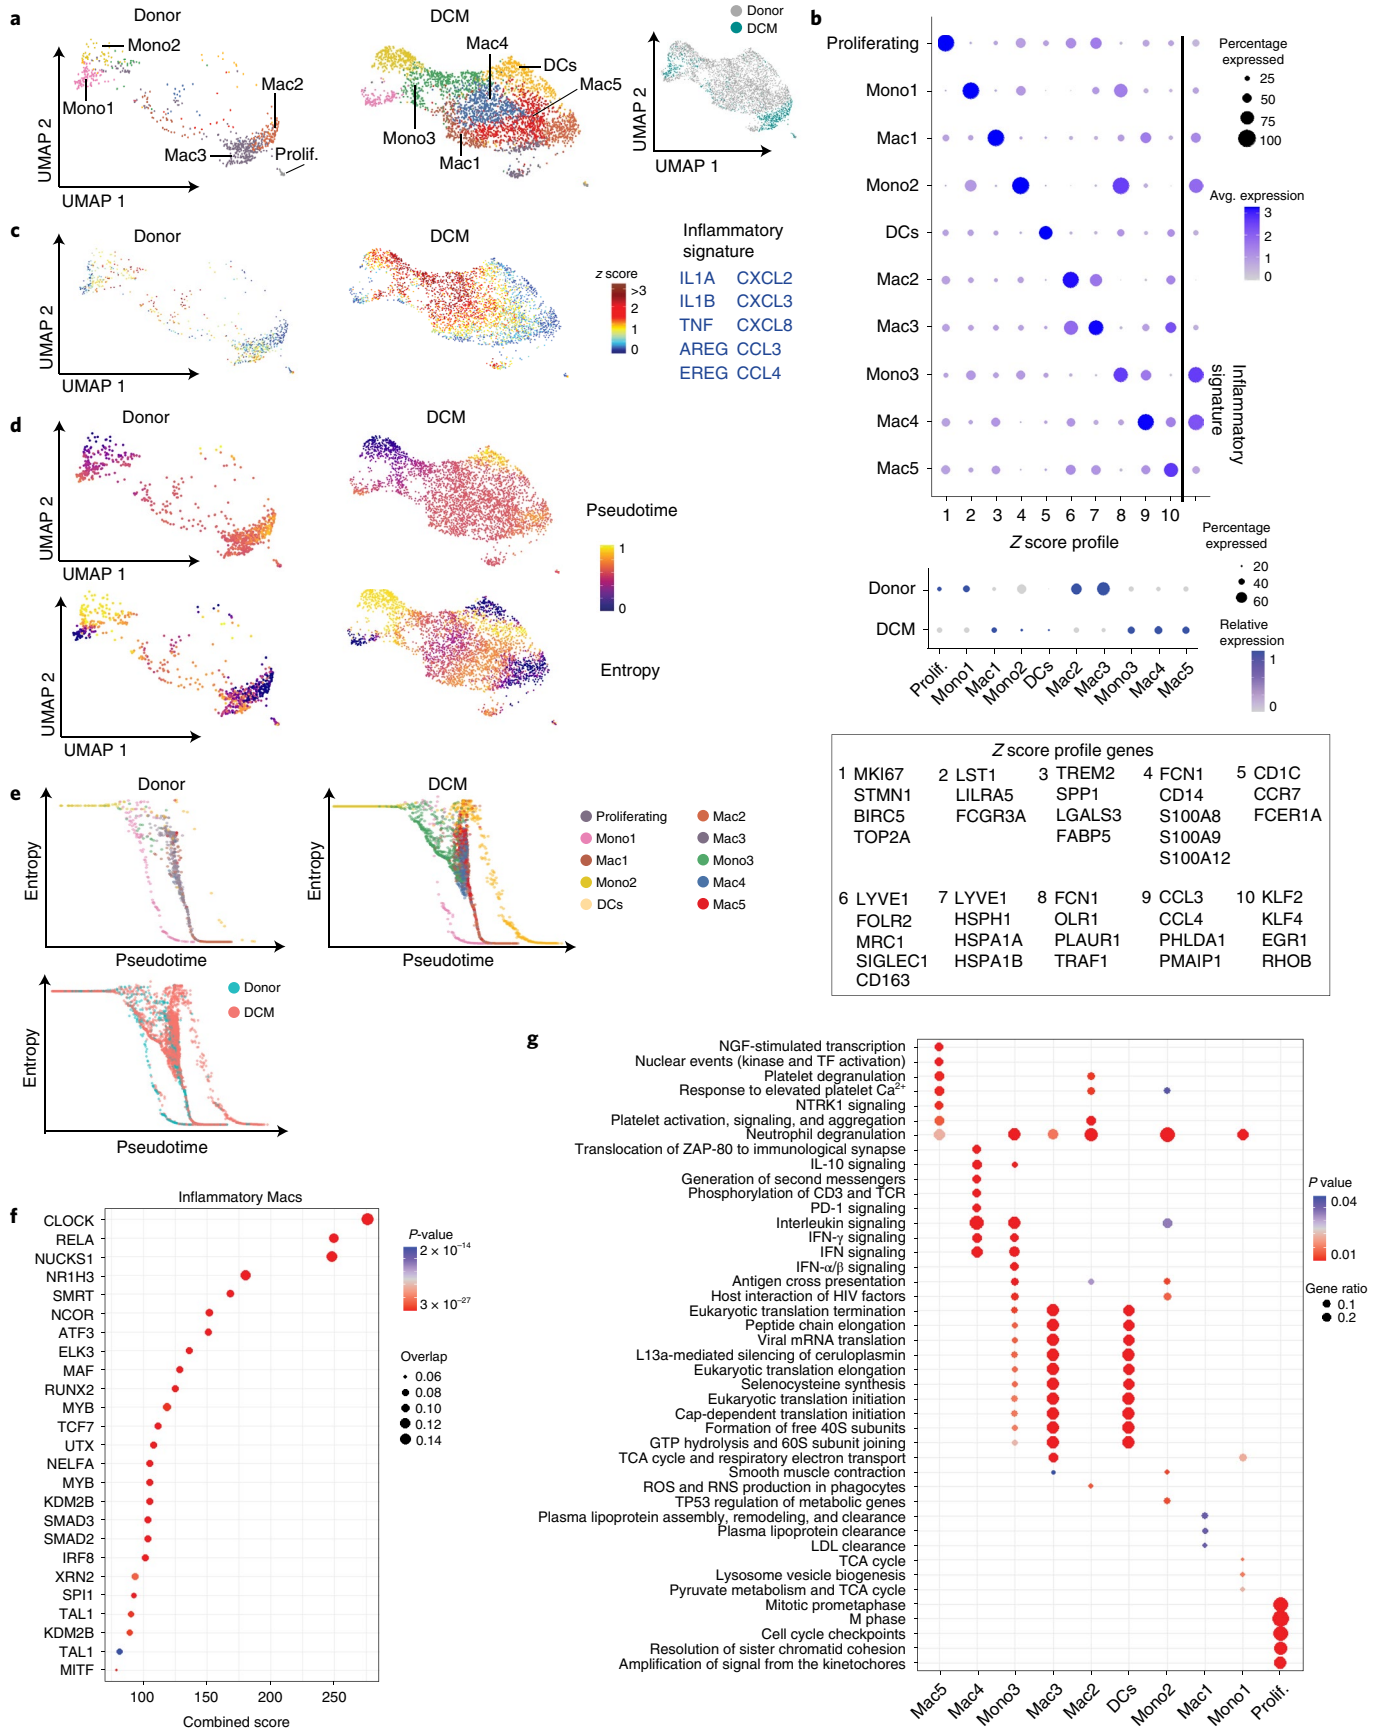 a
Donor
DCM
Donor
DCM
Mono2
Mono1
Mac2
Mac3
Prolif.
Mac4
DCs
Mac5
Mono3
Mac1
UMAP 2
UMAP 1
UMAP 2
UMAP 1
b
Proliferating
Mono1
Mac1
Mono2
DCs
Mac2
Mac3
Mono3
Mac4
Mac5
1 2 3 4 5 6 7 8 9 10
Z score profile
Inflammatory
signature
Percentage
expressed
25
50
75
100
Avg. expression
3
2
1
0
Donor
DCM
Prolif.
Mono1
Mac1
Mono2
DCs
Mac2
Mac3
Mono3
Mac4
Mac5
Percentage
expressed
20
40
60
Relative
expression
1
0
Z score profile genes
1 MKI67
STMN1
BIRC5
TOP2A
2 LST1
LILRA5
FCGR3A
3 TREM2
SPP1
LGALS3
FABP5
4 FCN1
CD14
S100A8
S100A9
S100A12
5 CD1C
CCR7
FCER1A
6 LYVE1
FOLR2
MRC1
SIGLEC1
CD163
7 LYVE1
HSPH1
HSPA1A
HSPA1B
8 FCN1
OLR1
PLAUR1
TRAF1
9 CCL3
CCL4
PHLDA1
PMAIP1
10 KLF2
KLF4
EGR1
RHOB
c
Donor
DCM
UMAP 2
UMAP 1
z score
>3
2
1
0
Inflammatory
signature
IL1A CXCL2
IL1B CXCL3
TNF CXCL8
AREG CCL3
EREG CCL4
d
Donor
DCM
UMAP 2
UMAP 1
Pseudotime
1
0
UMAP 2
UMAP 1
Entropy
e
Donor
DCM
Entropy
Pseudotime
Entropy
Pseudotime
Proliferating
Mono1
Mac1
Mono2
DCs
Mac2
Mac3
Mono3
Mac4
Mac5
Entropy
Pseudotime
Donor
DCM
f
Inflammatory Macs
CLOCK
RELA
NUCKS1
NR1H3
SMRT
NCOR
ATF3
ELK3
MAF
RUNX2
MYB
TCF7
UTX
NELFA
MYB
KDM2B
SMAD3
SMAD2
IRF8
XRN2
SPI1
TAL1
KDM2B
TAL1
MITF
100 150 200 250
Combined score
P-value
2 × 10⁻¹⁴
3 × 10⁻²⁷
Overlap
0.06
0.08
0.10
0.12
0.14
g
NGF-stimulated transcription
Nuclear events (kinase and TF activation)
Platelet degranulation
Response to elevated platelet Ca²⁺
NTRK1 signaling
Platelet activation, signaling, and aggregation
Neutrophil degranulation
Translocation of ZAP-80 to immunological synapse
IL-10 signaling
Generation of second messengers
Phosphorylation of CD3 and TCR
PD-1 signaling
Interleukin signaling
IFN-γ signaling
IFN signaling
IFN-α/β signaling
Antigen cross presentation
Host interaction of HIV factors
Eukaryotic translation termination
Peptide chain elongation
Viral mRNA translation
L13a-mediated silencing of ceruloplasmin
Eukaryotic translation elongation
Selenocysteine synthesis
Eukaryotic translation initiation
Cap-dependent translation initiation
Formation of free 40S subunits
GTP hydrolysis and 60S subunit joining
TCA cycle and respiratory electron transport
Smooth muscle contraction
ROS and RNS production in phagocytes
TP53 regulation of metabolic genes
Plasma lipoprotein assembly, remodeling, and clearance
Plasma lipoprotein clearance
LDL clearance
TCA cycle
Lysosome vesicle biogenesis
Pyruvate metabolism and TCA cycle
Mitotic prometaphase
M phase
Cell cycle checkpoints
Resolution of sister chromatid cohesion
Amplification of signal from the kinetochores
Mac5
Mac4
Mono3
Mac3
Mac2
DCs
Mono2
Mac1
Mono1
Prolif.
P value
0.04
0.01
Gene ratio
0.1
0.2